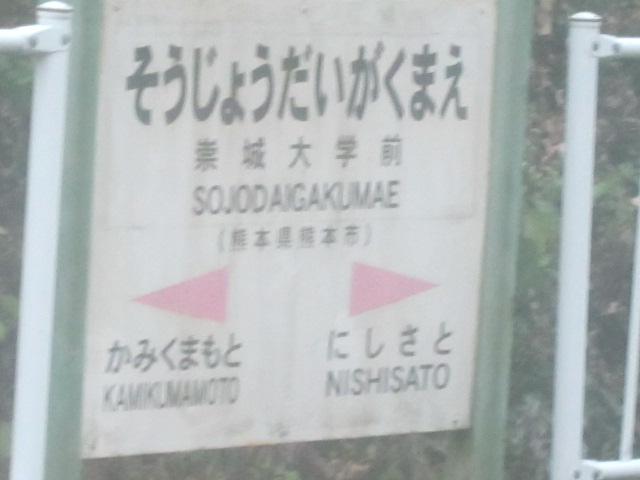 そうじょうだいがくまえ
崇城大学前
SOJODAIGAKUMAE
(熊本県熊本市)
かみくまもと にしさと
KAMIKUMAMOTO NISHISATO